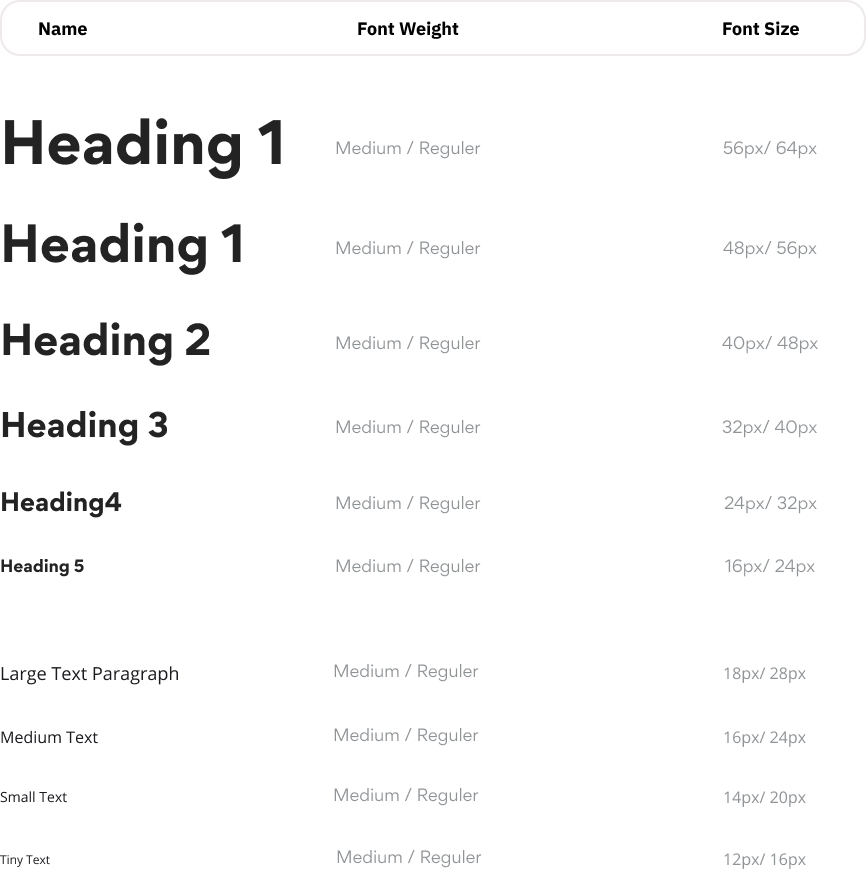 Name Font Weight Font Size
Heading 1 Medium / Reguler 56px/ 64px
Heading 1 Medium / Reguler 48px/ 56px
Heading 2 Medium / Reguler 40px/ 48px
Heading 3 Medium / Reguler 32px/ 40px
Heading4 Medium / Reguler 24px/ 32px
Heading 5 Medium / Reguler 16px/ 24px
Large Text Paragraph Medium / Reguler 18px/ 28px
Medium Text Medium / Reguler 16px/ 24px
Small Text Medium / Reguler 14px/ 20px
Tiny Text Medium / Reguler 12px/ 16px